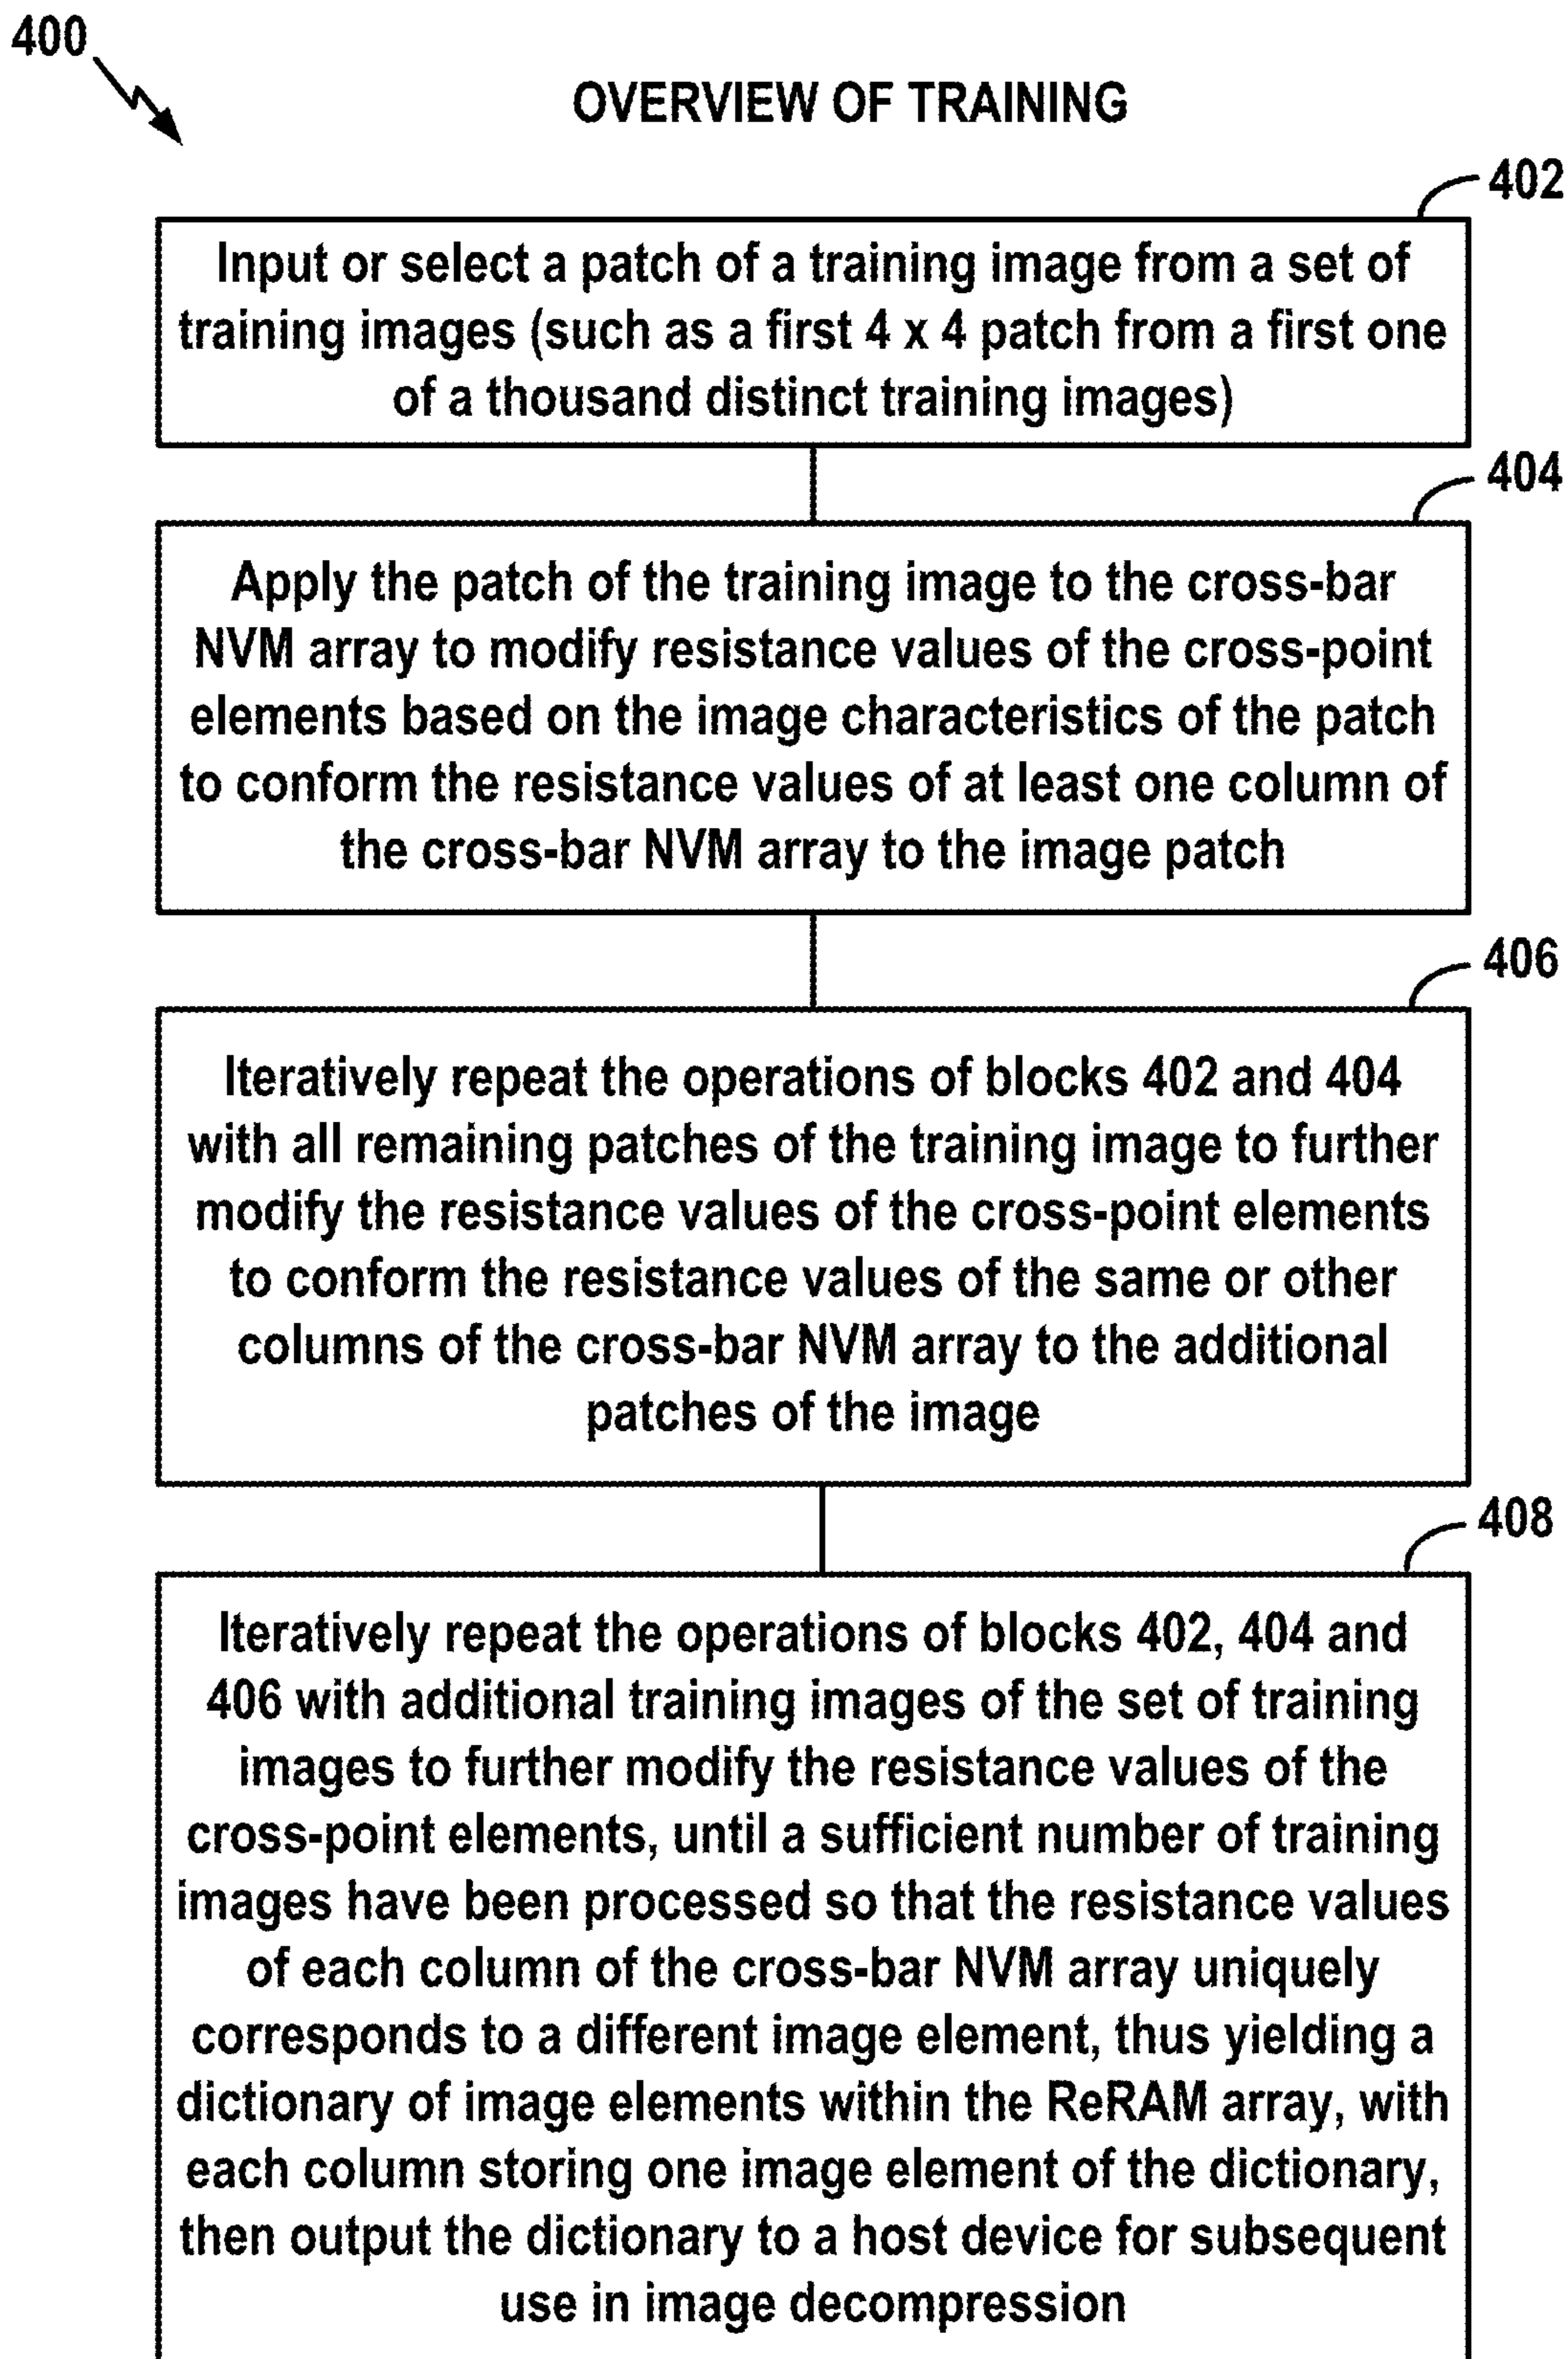 400
OVERVIEW OF TRAINING
402
Input or select a patch of a training image from a set of
training images (such as a first 4 x 4 patch from a first one
of a thousand distinct training images)
404
Apply the patch of the training image to the cross-bar
NVM array to modify resistance values of the cross-point
elements based on the image characteristics of the patch
to conform the resistance values of at least one column of
the cross-bar NVM array to the image patch
406
Iteratively repeat the operations of blocks 402 and 404
with all remaining patches of the training image to further
modify the resistance values of the cross-point elements
to conform the resistance values of the same or other
columns of the cross-bar NVM array to the additional
patches of the image
408
Iteratively repeat the operations of blocks 402, 404 and
406 with additional training images of the set of training
images to further modify the resistance values of the
cross-point elements, until a sufficient number of training
images have been processed so that the resistance values
of each column of the cross-bar NVM array uniquely
corresponds to a different image element, thus yielding a
dictionary of image elements within the ReRAM array, with
each column storing one image element of the dictionary,
then output the dictionary to a host device for subsequent
use in image decompression